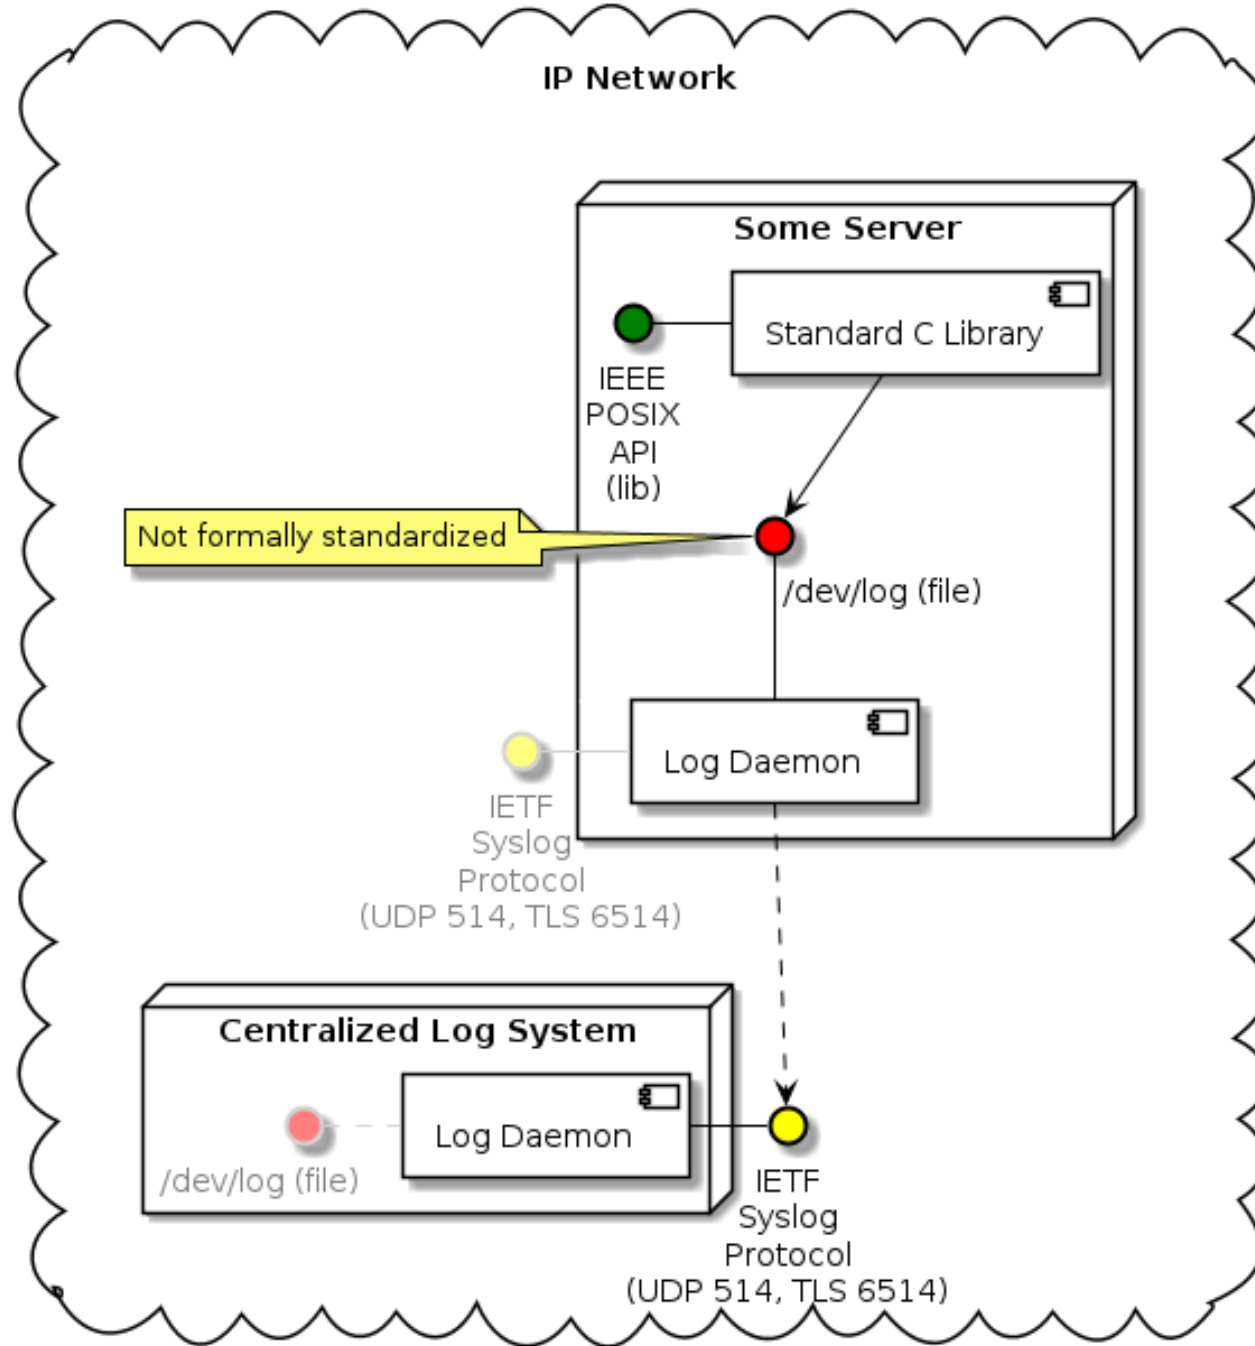 IP Network
Some Server
Standard C Library
IEEE
POSIX
API
(lib)
Not formally standardized
/dev/log (file)
Log Daemon
IETF
Syslog
Protocol
(UDP 514, TLS 6514)
Centralized Log System
Log Daemon
/dev/log (file)
IETF
Syslog
Protocol
(UDP 514, TLS 6514)